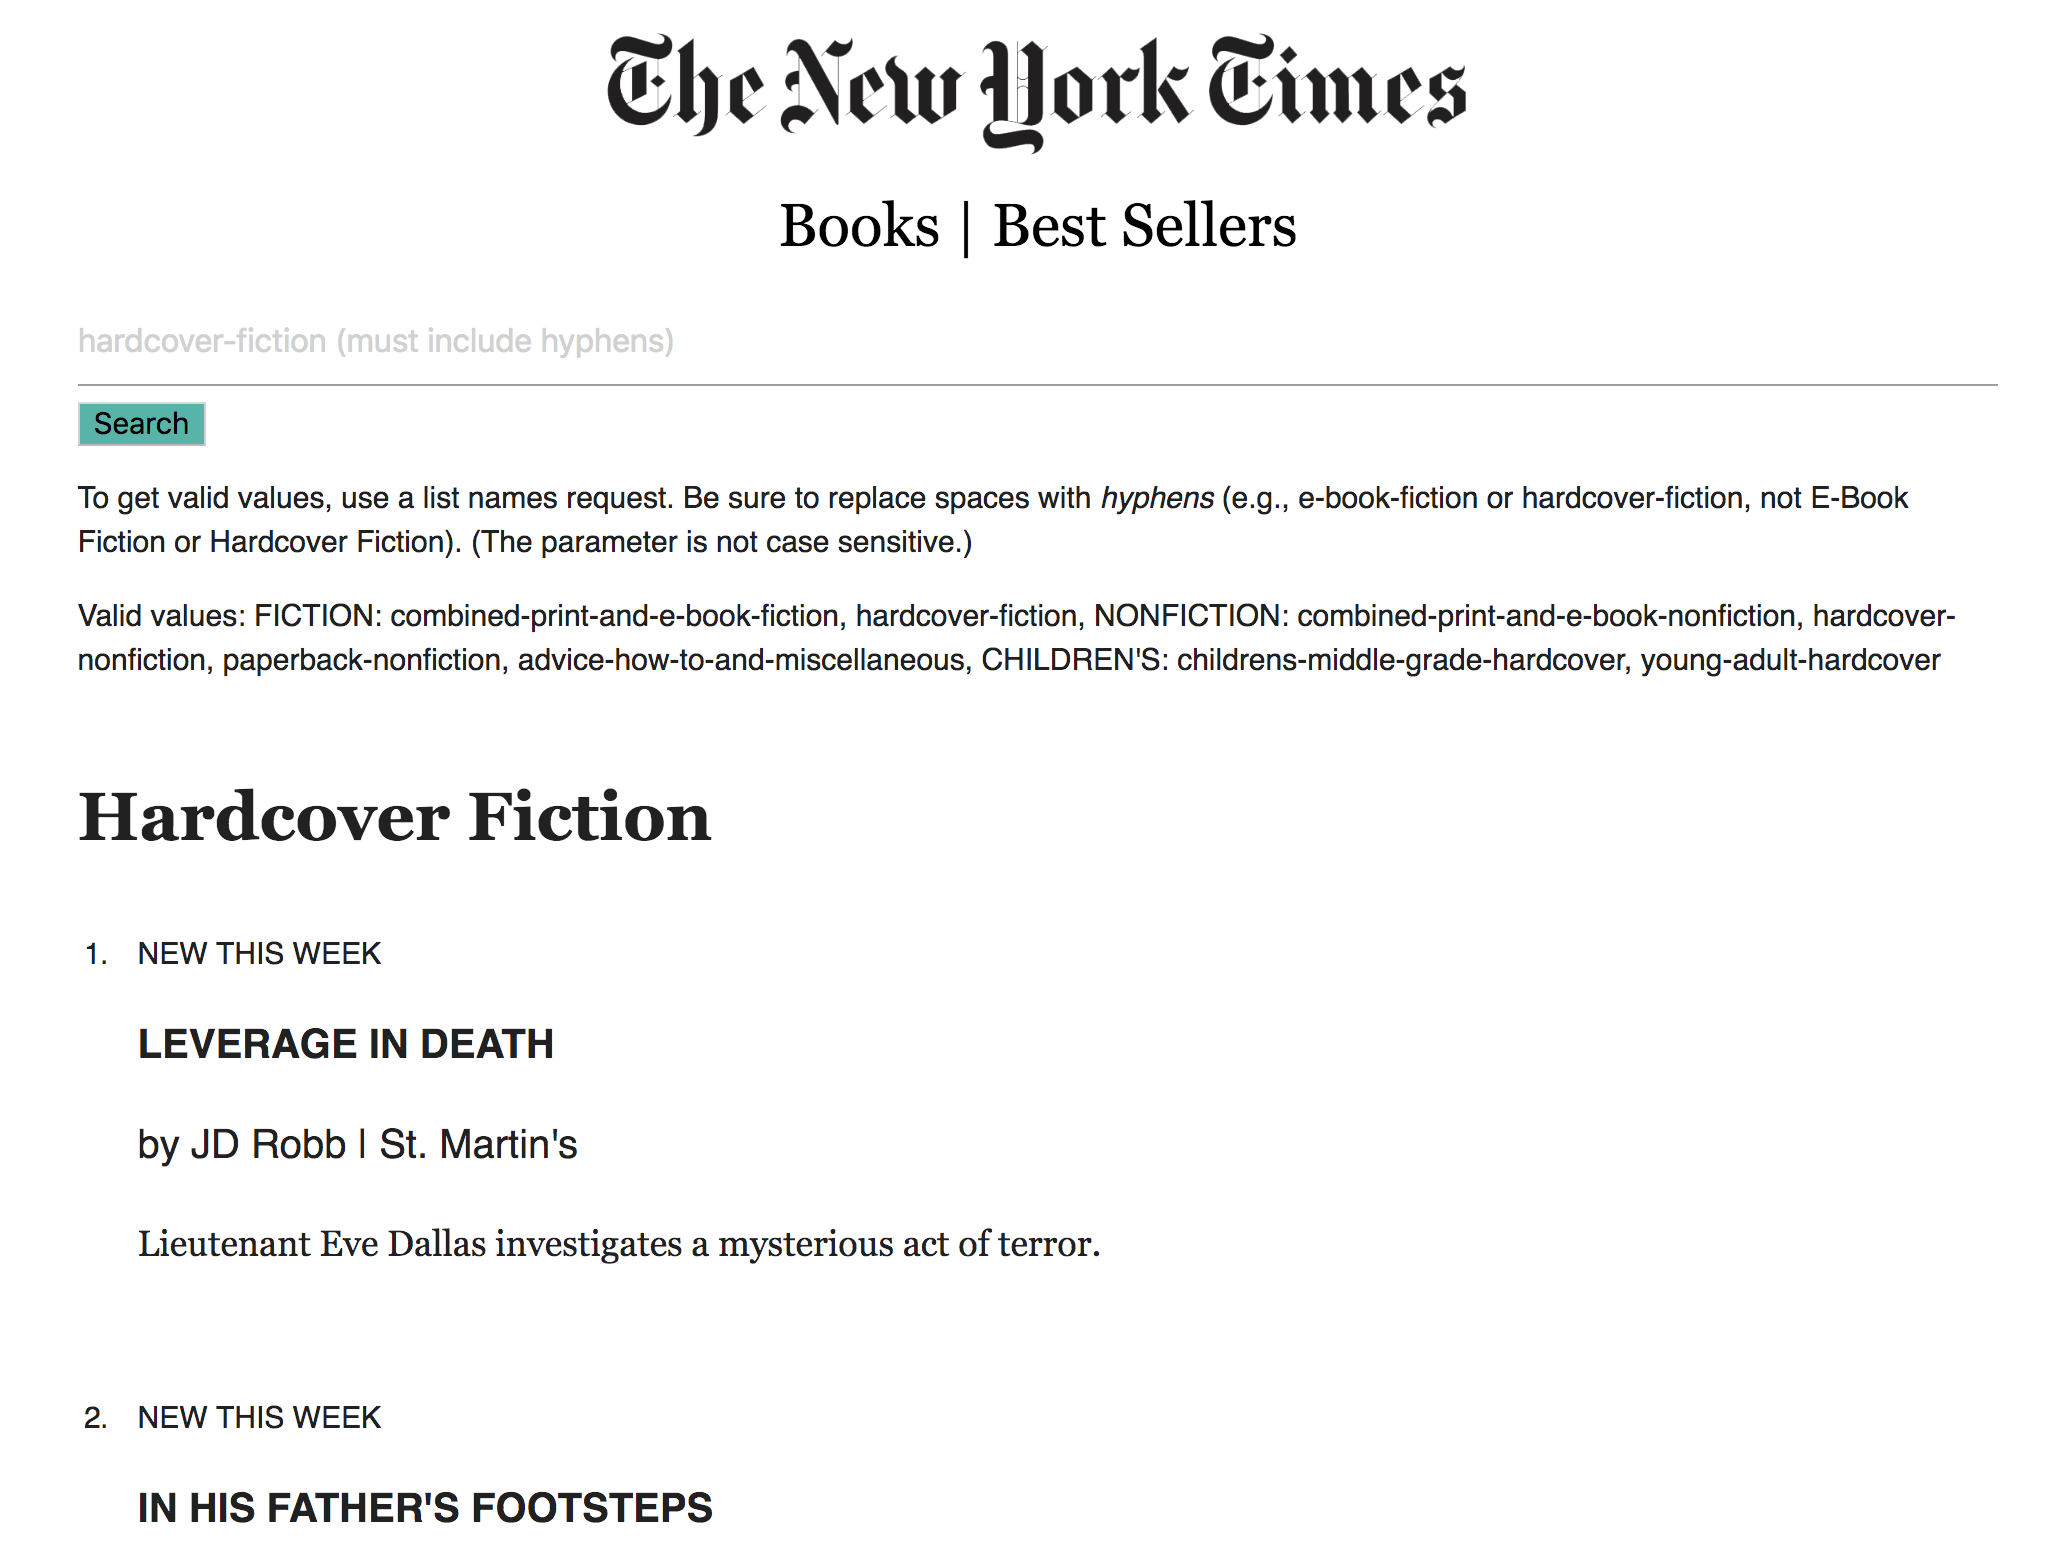 The New York Times
Books | Best Sellers
hardcover-fiction (must include hyphens)
Search
To get valid values, use a list names request. Be sure to replace spaces with hyphens (e.g., e-book-fiction or hardcover-fiction, not E-Book
Fiction or Hardcover Fiction). (The parameter is not case sensitive.)
Valid values: FICTION: combined-print-and-e-book-fiction, hardcover-fiction, NONFICTION: combined-print-and-e-book-nonfiction, hardcover-
nonfiction, paperback-nonfiction, advice-how-to-and-miscellaneous, CHILDREN'S: childrens-middle-grade-hardcover, young-adult-hardcover
Hardcover Fiction
1. NEW THIS WEEK
LEVERAGE IN DEATH
by JD Robb | St. Martin's
Lieutenant Eve Dallas investigates a mysterious act of terror.
2. NEW THIS WEEK
IN HIS FATHER'S FOOTSTEPS